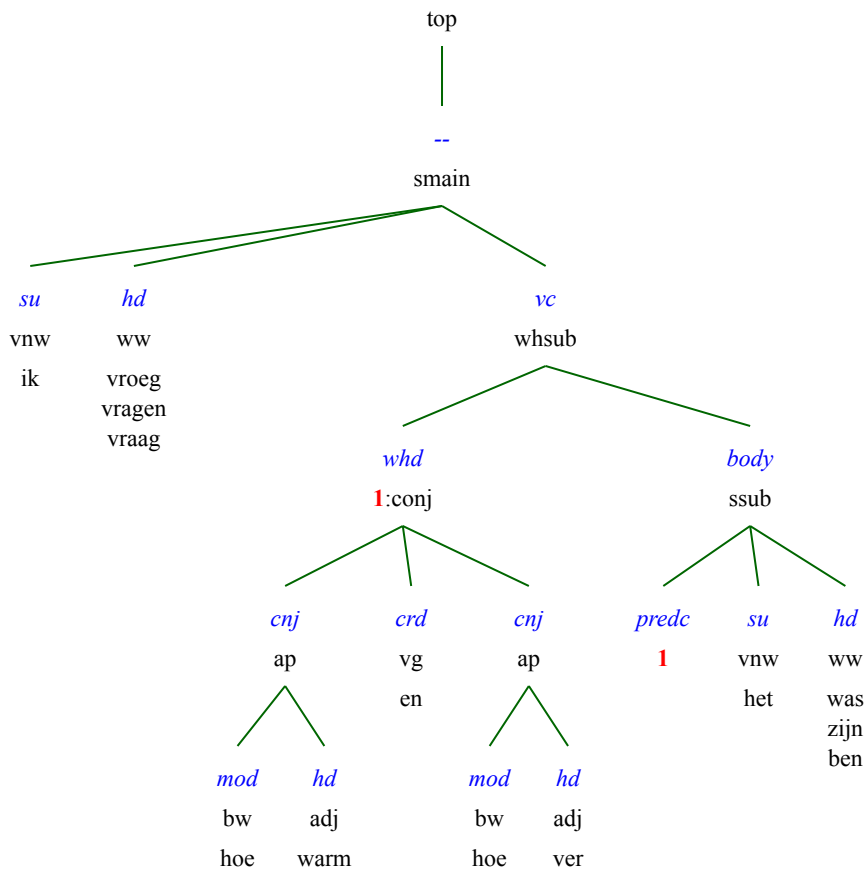 top
--
smain
su hd vc
vnw ww whsub
ik vroeg
vragen
vraag
whd body
1:conj ssub
cnj crd cnj predc su hd
ap vg ap 1 vnw ww
en het was
zijn
ben
mod hd mod hd
bw adj bw adj
hoe warm hoe ver